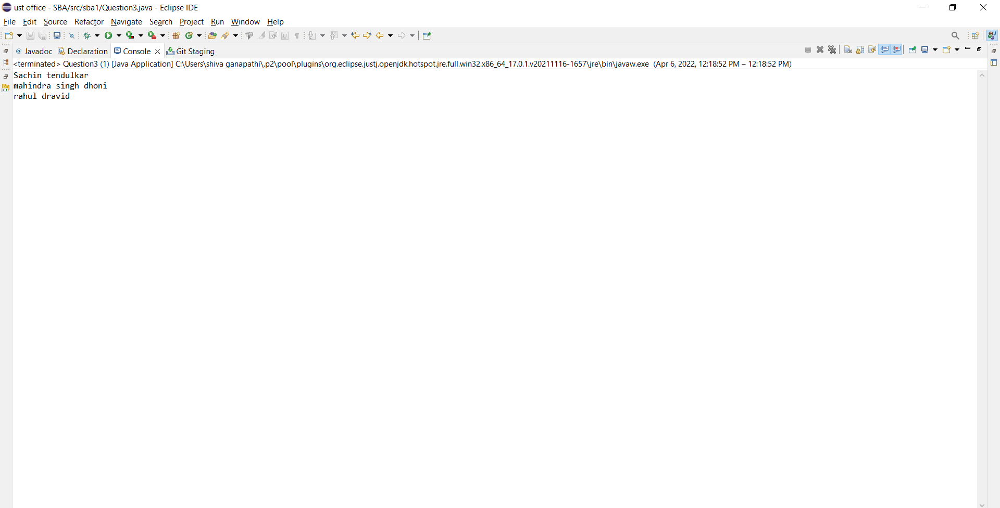 ust office - SBA/src/sba1/Question3.java - Eclipse IDE
File Edit Source Refactor Navigate Search Project Run Window Help
@ Javadoc Declaration Console Git Staging
<terminated> Question3 (1) [Java Application] C:\Users\shiva ganapathi\.p2\pool\plugins\org.eclipse.justj.openjdk.hotspot.jre.full.win32.x86_64_17.0.1.v20211116-1657\jre\bin\javaw.exe (Apr 6, 2022, 12:18:52 PM – 12:18:52 PM)
Sachin tendulkar
mahindra singh dhoni
rahul dravid